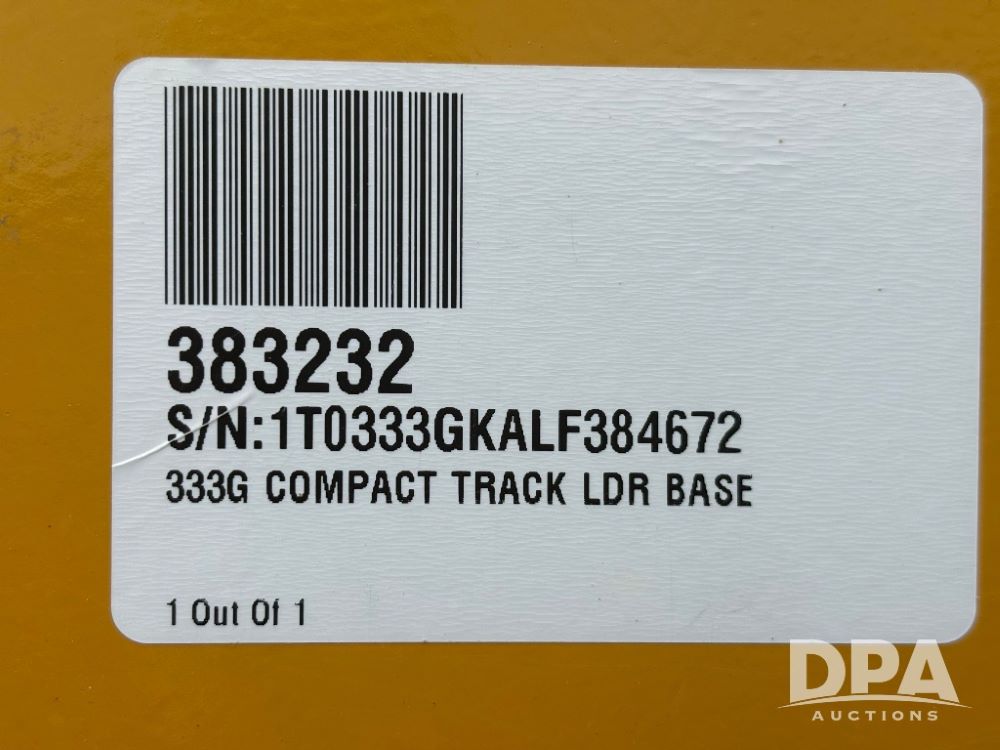 383232
S/N:1T0333GKALF384672
333G COMPACT TRACK LDR BASE
1 Out Of 1
DPA
AUCTIONS